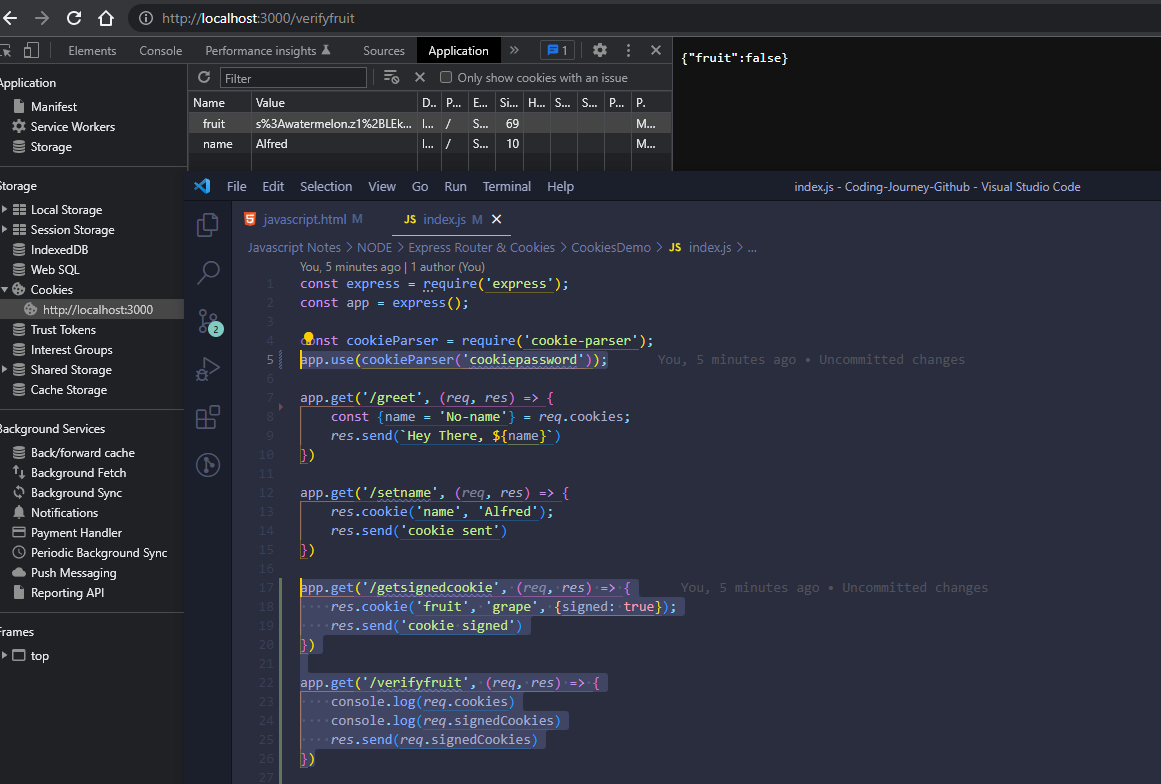 http://localhost:3000/verifyfruit
Elements Console Performance insights Sources Application » 1
{"fruit":false}
Application
Filter
Only show cookies with an issue
Name Value D.. P... E... Si... H... S... S... P... P.
fruit s%3Awatermelon.z1%2BLEk... l... / S... 69 M...
name Alfred l... / S... 10 M...
Manifest
Service Workers
Storage
Storage
Local Storage
Session Storage
IndexedDB
Web SQL
Cookies
http://localhost:3000
Trust Tokens
Interest Groups
Shared Storage
Cache Storage
Background Services
Back/forward cache
Background Fetch
Background Sync
Notifications
Payment Handler
Periodic Background Sync
Push Messaging
Reporting API
Frames
top
File Edit Selection View Go Run Terminal Help
index.js - Coding-Journey-Github - Visual Studio Code
2
javascript.html M JS index.js M
Javascript Notes > NODE > Express Router & Cookies > CookiesDemo > JS index.js > ...
You, 5 minutes ago | 1 author (You)
1 const express = require('express');
2 const app = express();
3
4 const cookieParser = require('cookie-parser');
5 app.use(cookieParser('cookiepassword')); You, 5 minutes ago • Uncommitted changes
6
7 app.get('/greet', (req, res) => {
8 const {name = 'No-name'} = req.cookies;
9 res.send(`Hey There, ${name}`)
10 })
11
12 app.get('/setname', (req, res) => {
13 res.cookie('name', 'Alfred');
14 res.send('cookie sent')
15 })
16
17 app.get('/getsignedcookie', (req, res) => { You, 5 minutes ago • Uncommitted changes
18 res.cookie('fruit', 'grape', {signed: true});
19 res.send('cookie signed')
20 })
21
22 app.get('/verifyfruit', (req, res) => {
23 console.log(req.cookies)
24 console.log(req.signedCookies)
25 res.send(req.signedCookies)
26 })
27